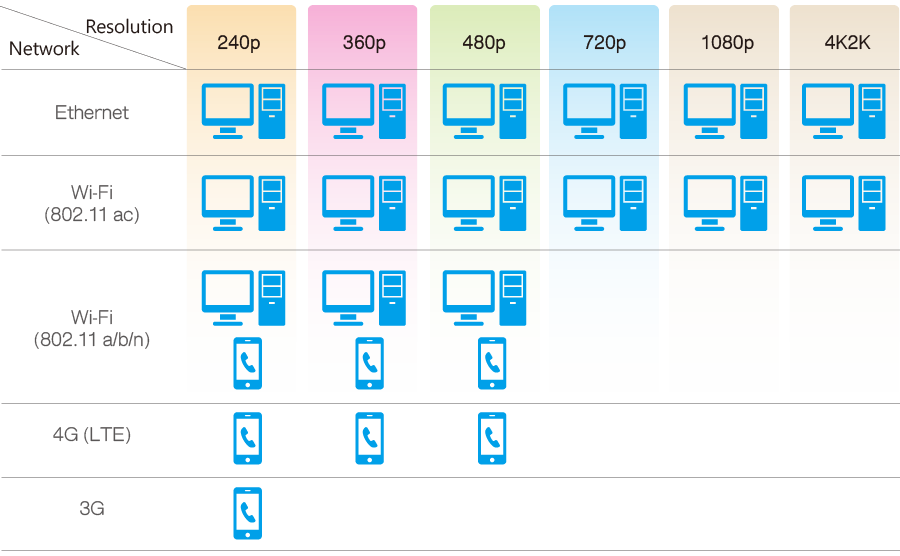 Resolution
Network
240p
360p
480p
720p
1080p
4K2K
Ethernet
Wi-Fi
(802.11 ac)
Wi-Fi
(802.11 a/b/n)
4G (LTE)
3G